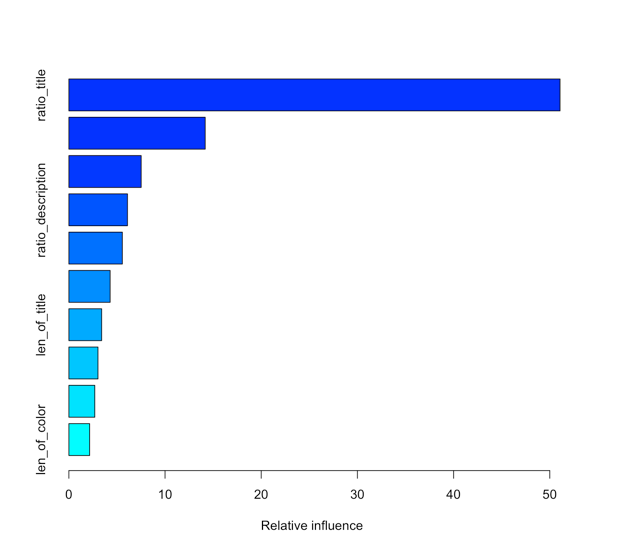 ratio_title
ratio_description
len_of_title
len_of_color
0 10 20 30 40 50
Relative influence